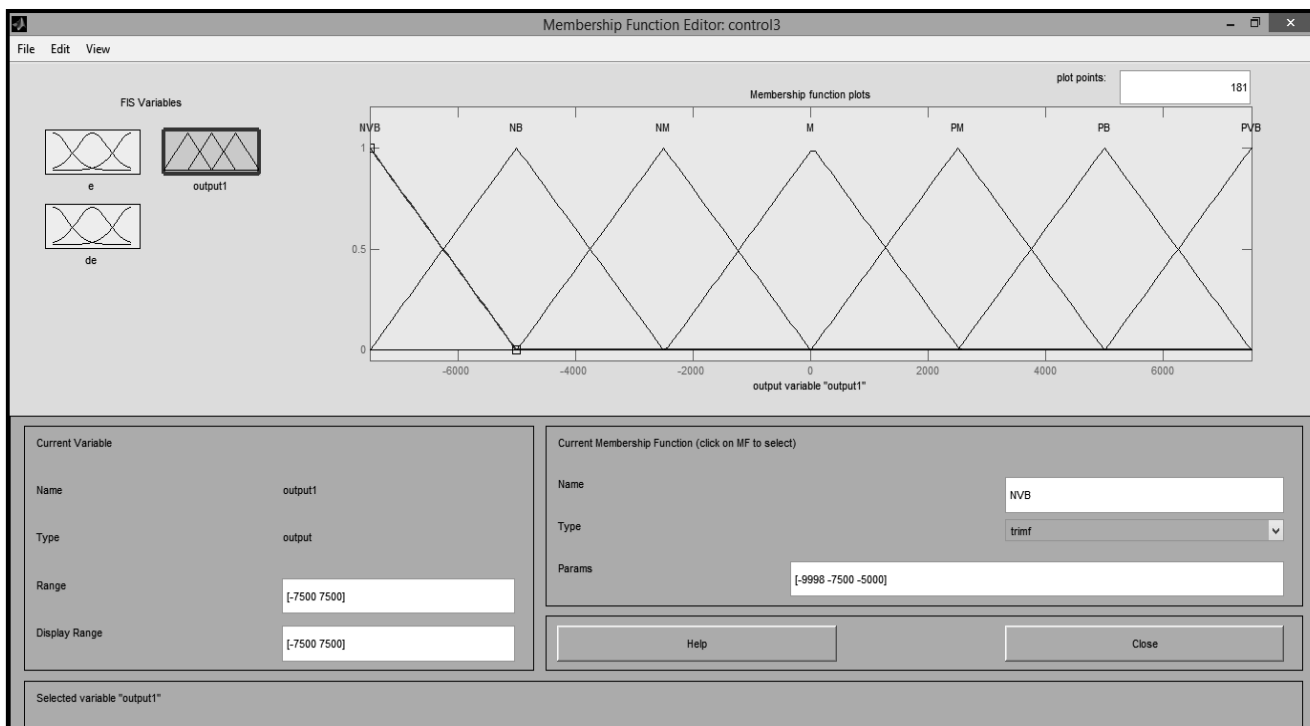 Membership Function Editor: control3
File Edit View
FIS Variables
e
output1
de
plot points:
181
Membership function plots
NVB NB NM M PM PB PVB
1
0.5
0
-6000 -4000 -2000 0 2000 4000 6000
output variable "output1"
Current Variable
Name output1
Type output
Range [-7500 7500]
Display Range [-7500 7500]
Current Membership Function (click on MF to select)
Name NVB
Type trimf
Params [-9998 -7500 -5000]
Help Close
Selected variable "output1"